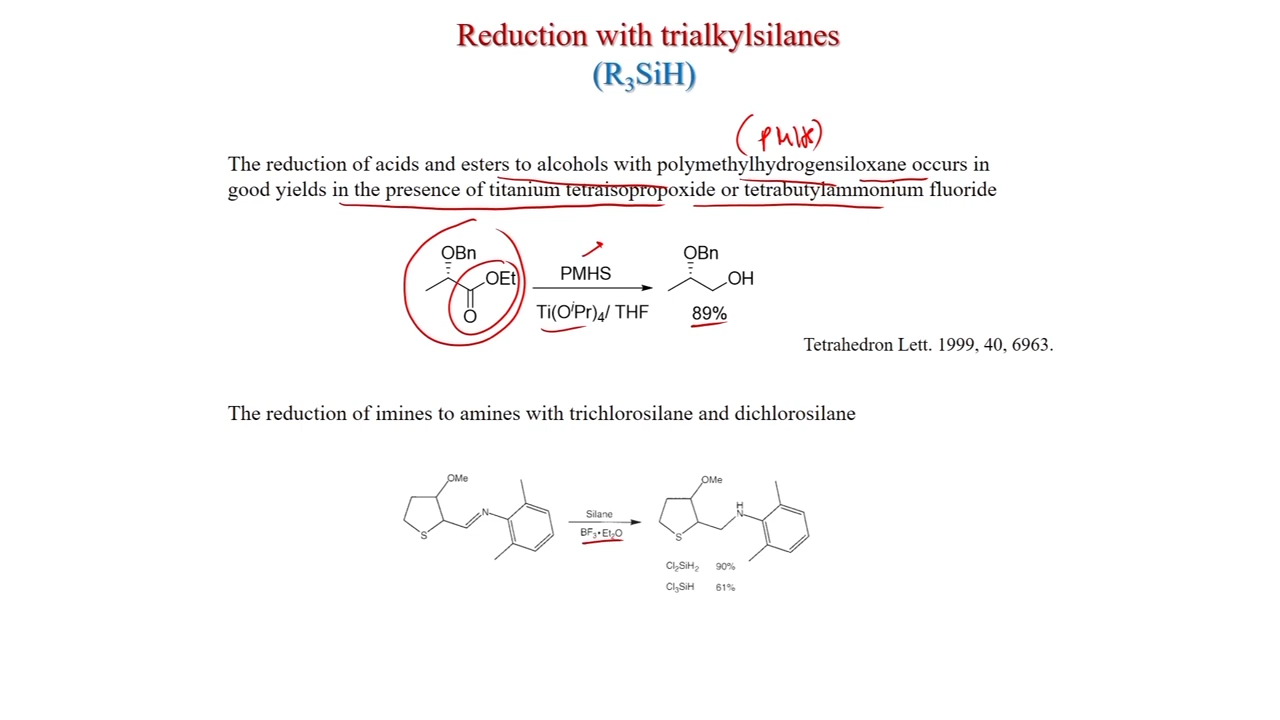 Reduction with trialkylsilanes
(R₃SiH)
(PMHS)
The reduction of acids and esters to alcohols with polymethylhydrogensiloxane occurs in
good yields in the presence of titanium tetraisopropoxide or tetrabutylammonium fluoride
OBn
OEt
O
PMHS
Ti(OⁱPr)₄/ THF
OBn
OH
89%
Tetrahedron Lett. 1999, 40, 6963.
The reduction of imines to amines with trichlorosilane and dichlorosilane
OMe
S
N
Silane
BF₃•Et₂O
OMe
S
H
N
Cl₂SiH₂ 90%
Cl₃SiH 61%